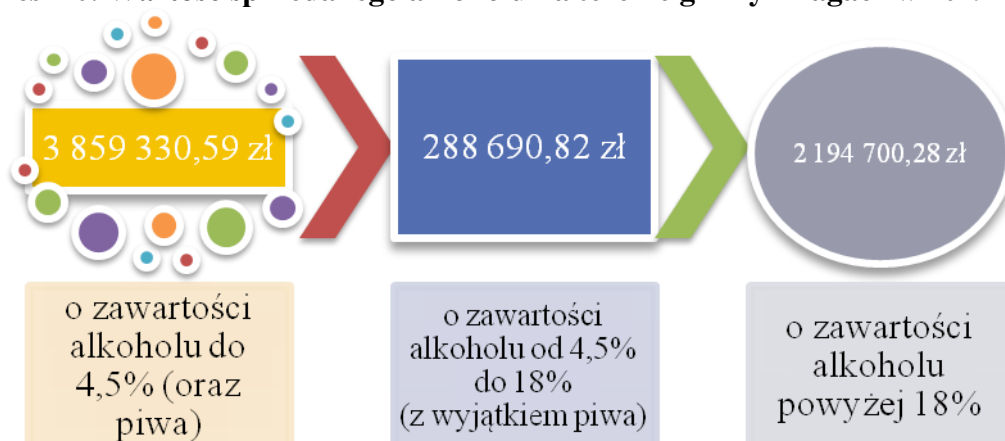 3 859 330,59 zł
288 690,82 zł
2 194 700,28 zł
o zawartości
alkoholu do
4,5% (oraz
piwa)
o zawartości
alkoholu od 4,5%
do 18%
(z wyjątkiem piwa)
o zawartości
alkoholu
powyżej 18%